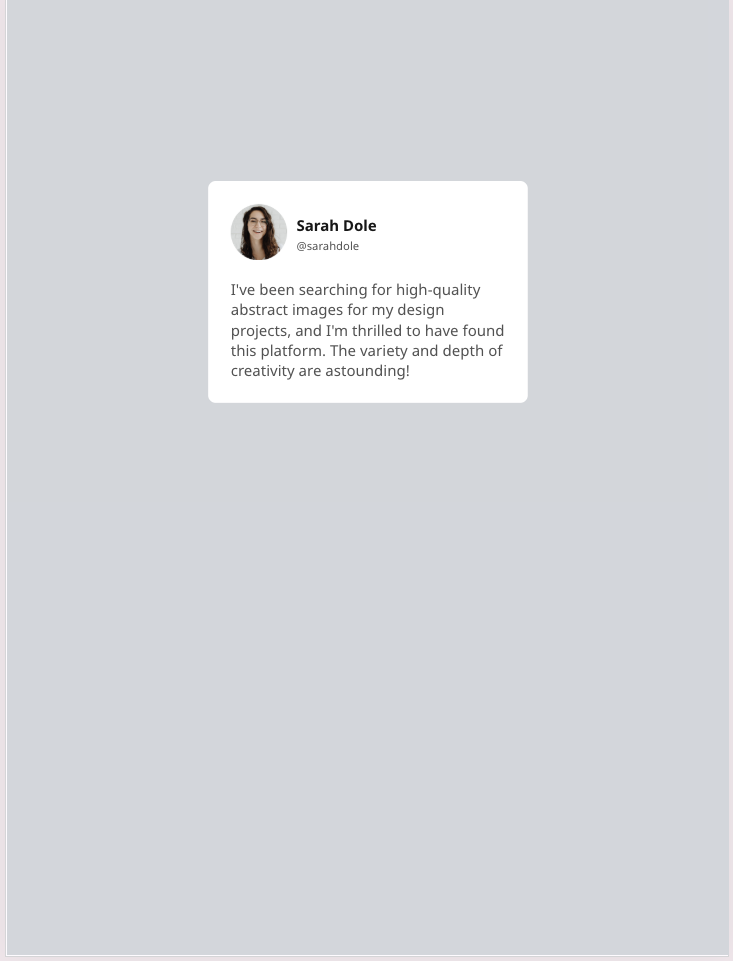 Sarah Dole
@sarahdole
I've been searching for high-quality
abstract images for my design
projects, and I'm thrilled to have found
this platform. The variety and depth of
creativity are astounding!